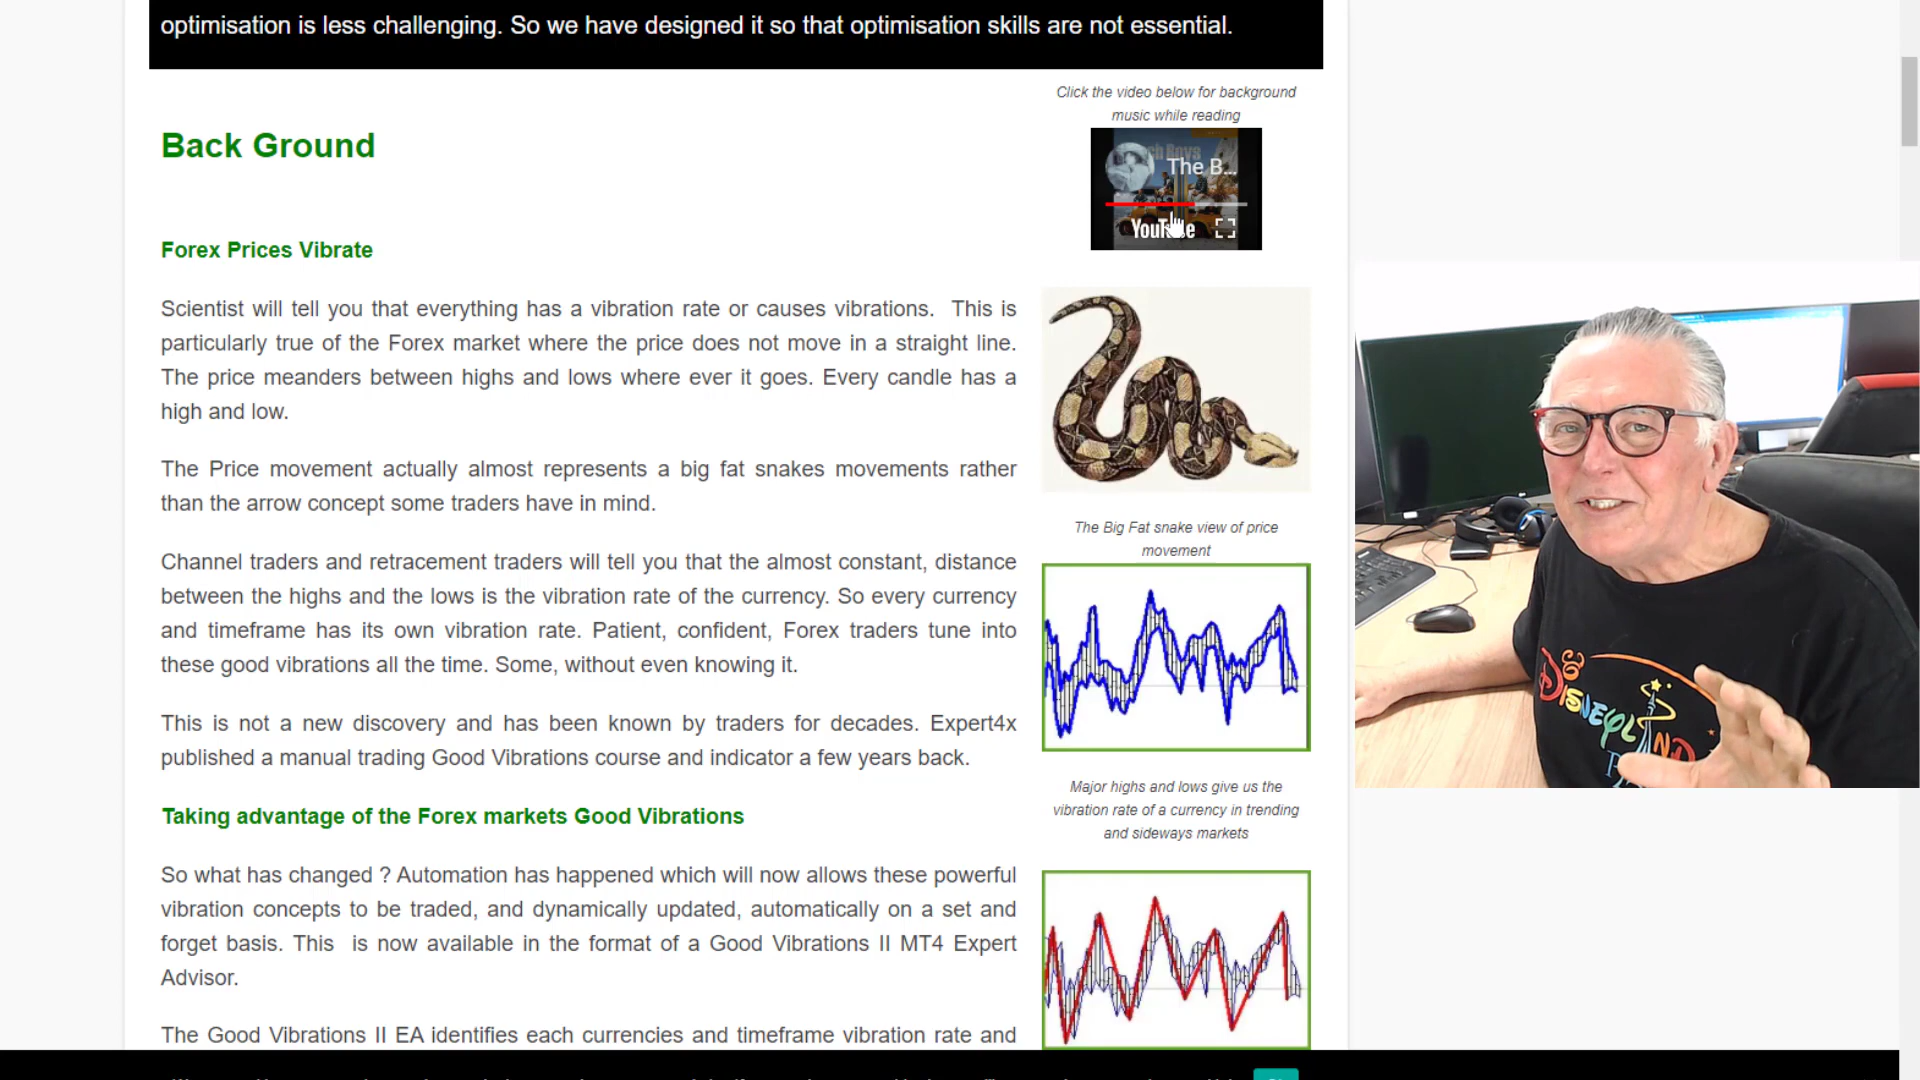 optimisation is less challenging. So we have designed it so that optimisation skills are not essential.
Back Ground
Forex Prices Vibrate
Scientist will tell you that everything has a vibration rate or causes vibrations.  This is
particularly true of the Forex market where the price does not move in a straight line.
The price meanders between highs and lows where ever it goes. Every candle has a
high and low.
The Price movement actually almost represents a big fat snakes movements rather
than the arrow concept some traders have in mind.
Channel traders and retracement traders will tell you that the almost constant, distance
between the highs and the lows is the vibration rate of the currency. So every currency
and timeframe has its own vibration rate. Patient, confident, Forex traders tune into
these good vibrations all the time. Some, without even knowing it.
This is not a new discovery and has been known by traders for decades. Expert4x
published a manual trading Good Vibrations course and indicator a few years back.
Taking advantage of the Forex markets Good Vibrations
So what has changed ? Automation has happened which will now allows these powerful
vibration concepts to be traded, and dynamically updated, automatically on a set and
forget basis. This  is now available in the format of a Good Vibrations II MT4 Expert
Advisor.
The Good Vibrations II EA identifies each currencies and timeframe vibration rate and
Click the video below for background
music while reading
The B...
YouTube
The Big Fat snake view of price
movement
Major highs and lows give us the
vibration rate of a currency in trending
and sideways markets
DISNEYLAND